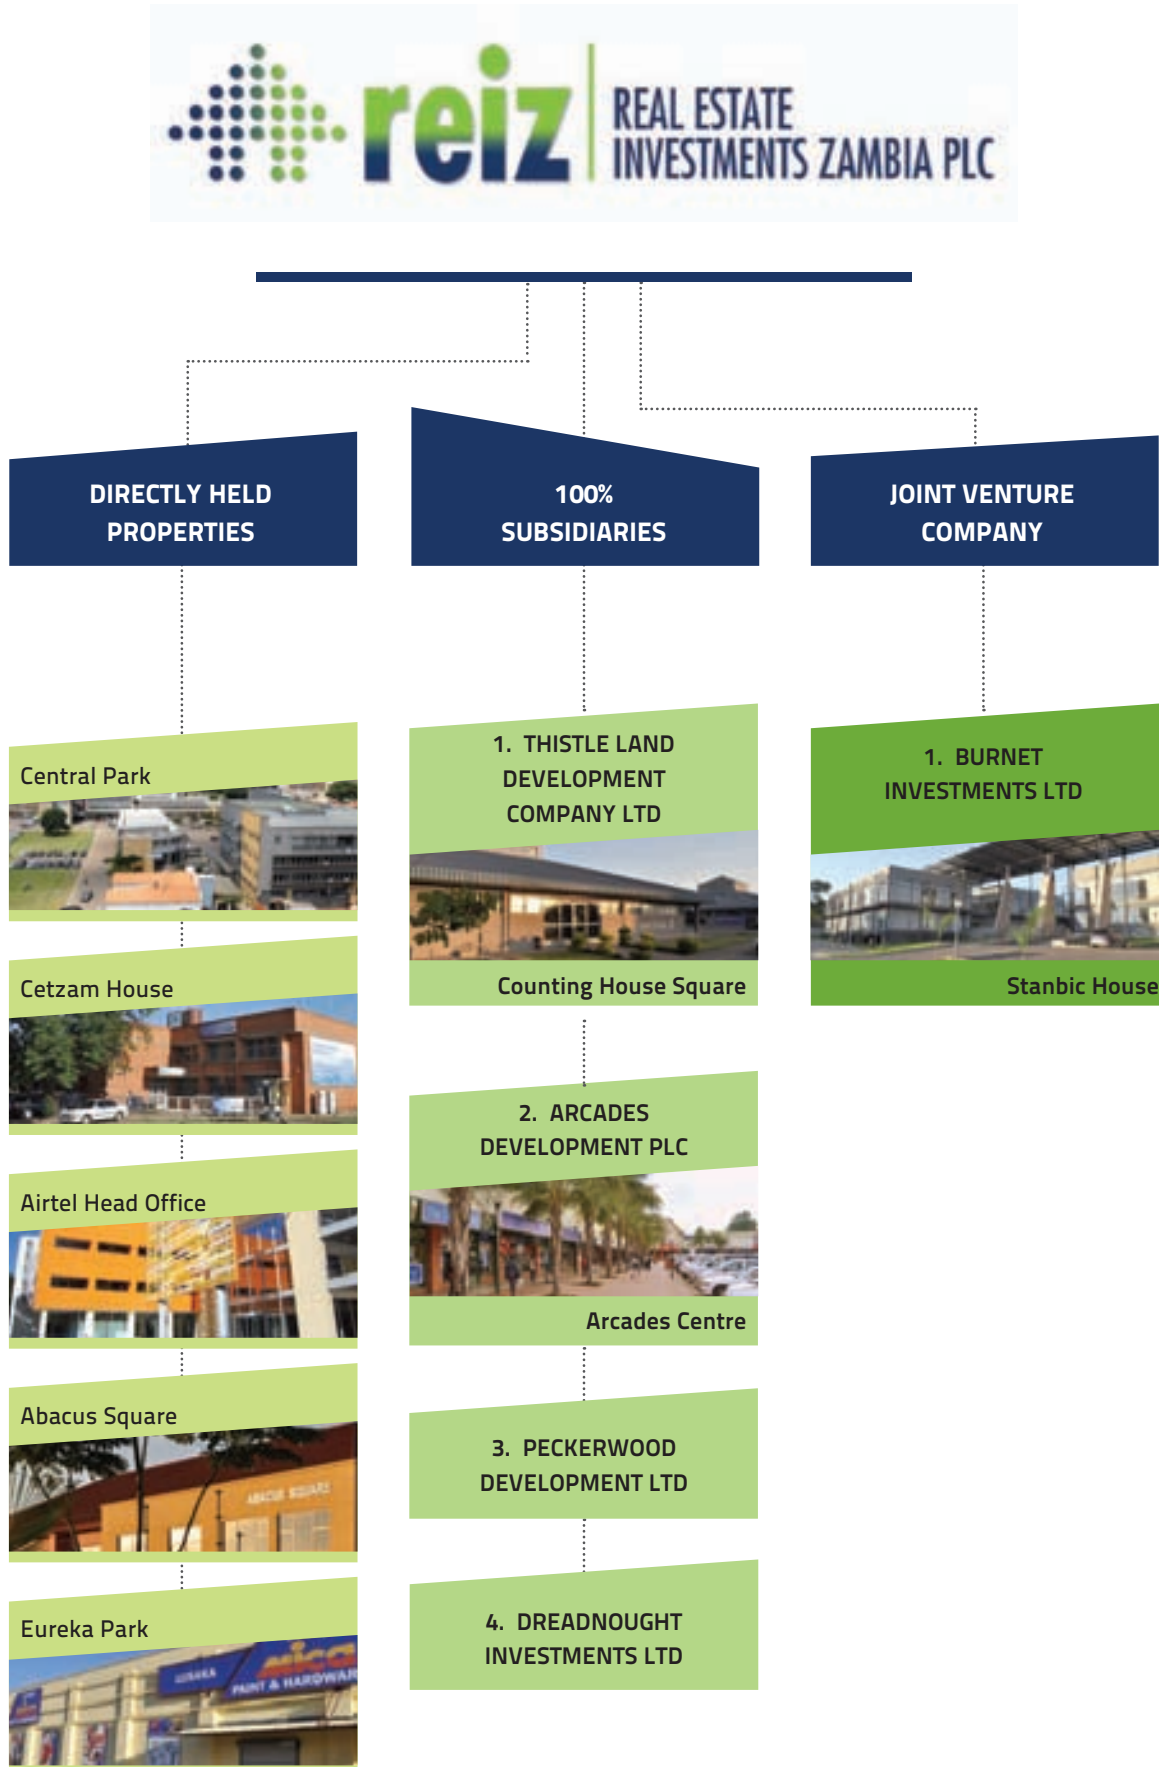 reiz
REAL ESTATE
INVESTMENTS ZAMBIA PLC
DIRECTLY HELD
PROPERTIES
100%
SUBSIDIARIES
JOINT VENTURE
COMPANY
Central Park
Cetzam House
Airtel Head Office
Abacus Square
ABACUS SQUARE
Eureka Park
EUREKA
mica
PAINT & HARDWARE
1. THISTLE LAND
DEVELOPMENT
COMPANY LTD
Counting House Square
2. ARCADES
DEVELOPMENT PLC
Arcades Centre
3. PECKERWOOD
DEVELOPMENT LTD
4. DREADNOUGHT
INVESTMENTS LTD
1. BURNET
INVESTMENTS LTD
Stanbic House